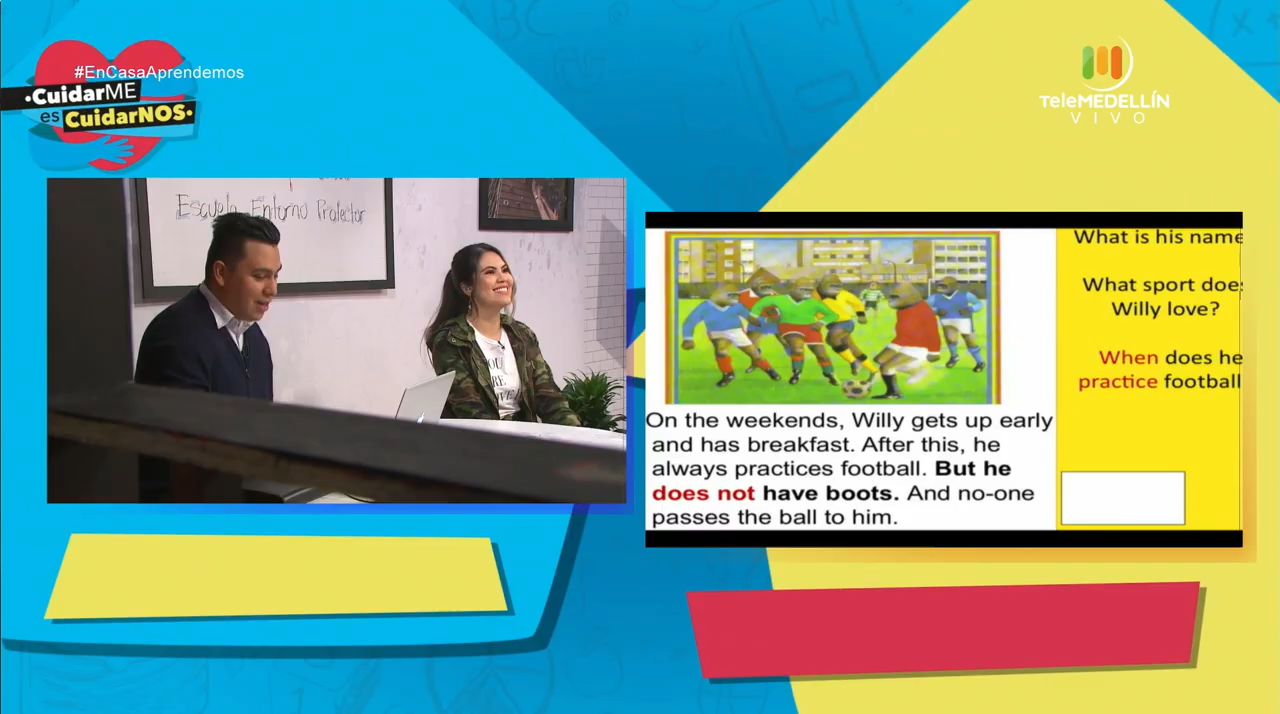 #EnCasaAprendemos
·CuidarME
es CuidarNOS·
TeleMEDELLÍN
VIVO
Escuela Entorno Protector
YOU
What is his name
What sport does
Willy love?
When does he
practice football
On the weekends, Willy gets up early
and has breakfast. After this, he
always practices football. But he
does not have boots. And no-one
passes the ball to him.